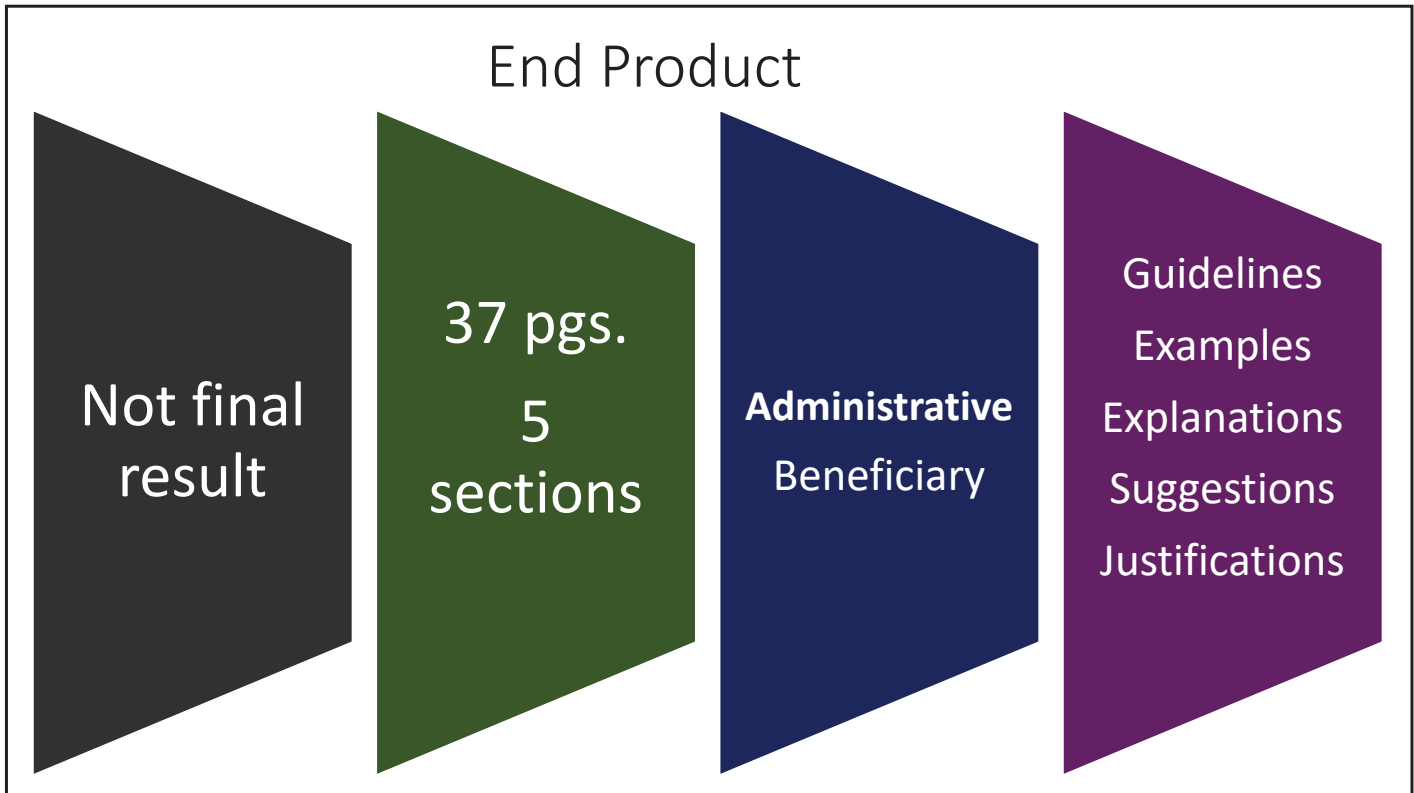 End Product
Not final
result
37 pgs.
5
sections
Administrative
Beneficiary
Guidelines
Examples
Explanations
Suggestions
Justifications